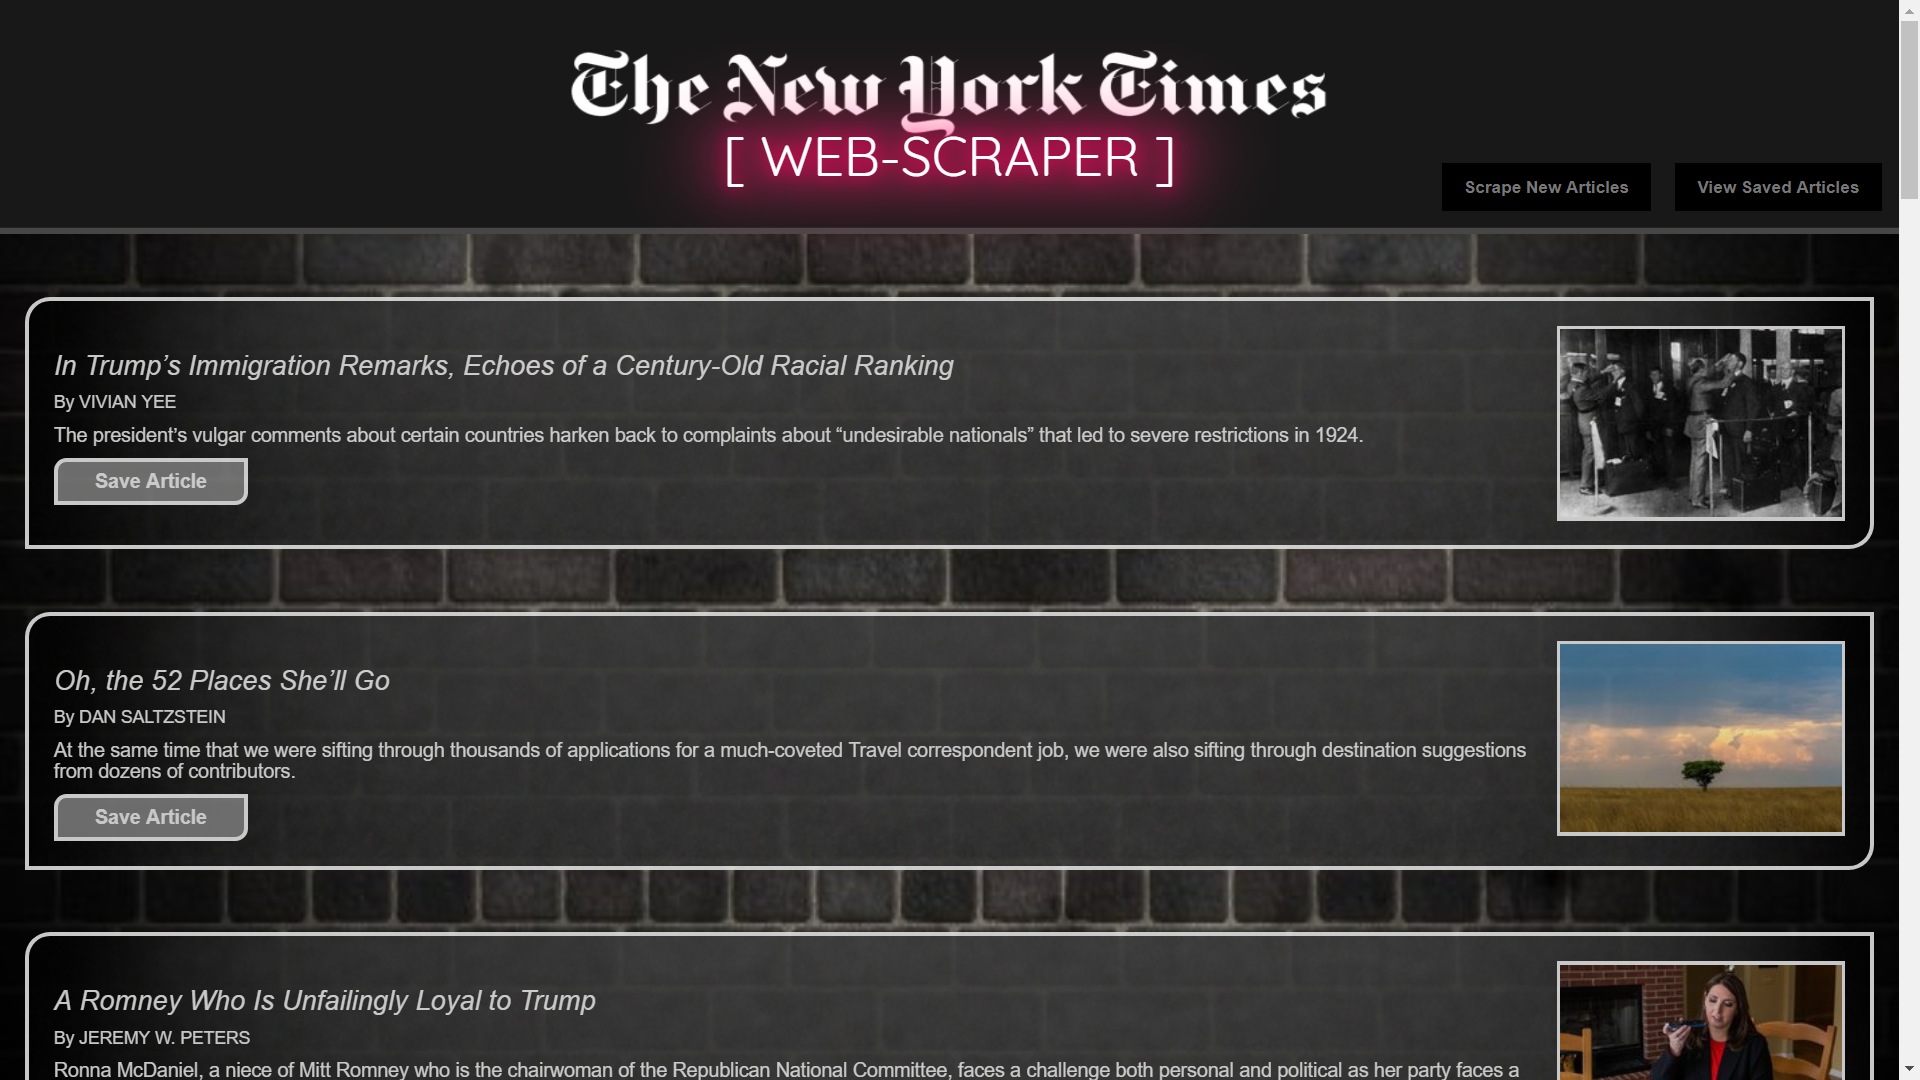 The New York Times
[ WEB-SCRAPER ]
Scrape New Articles
View Saved Articles
In Trump’s Immigration Remarks, Echoes of a Century-Old Racial Ranking
By VIVIAN YEE
The president’s vulgar comments about certain countries harken back to complaints about “undesirable nationals” that led to severe restrictions in 1924.
Save Article
Oh, the 52 Places She’ll Go
By DAN SALTZSTEIN
At the same time that we were sifting through thousands of applications for a much-coveted Travel correspondent job, we were also sifting through destination suggestions
from dozens of contributors.
Save Article
A Romney Who Is Unfailingly Loyal to Trump
By JEREMY W. PETERS
Ronna McDaniel, a niece of Mitt Romney who is the chairwoman of the Republican National Committee, faces a challenge both personal and political as her party faces a